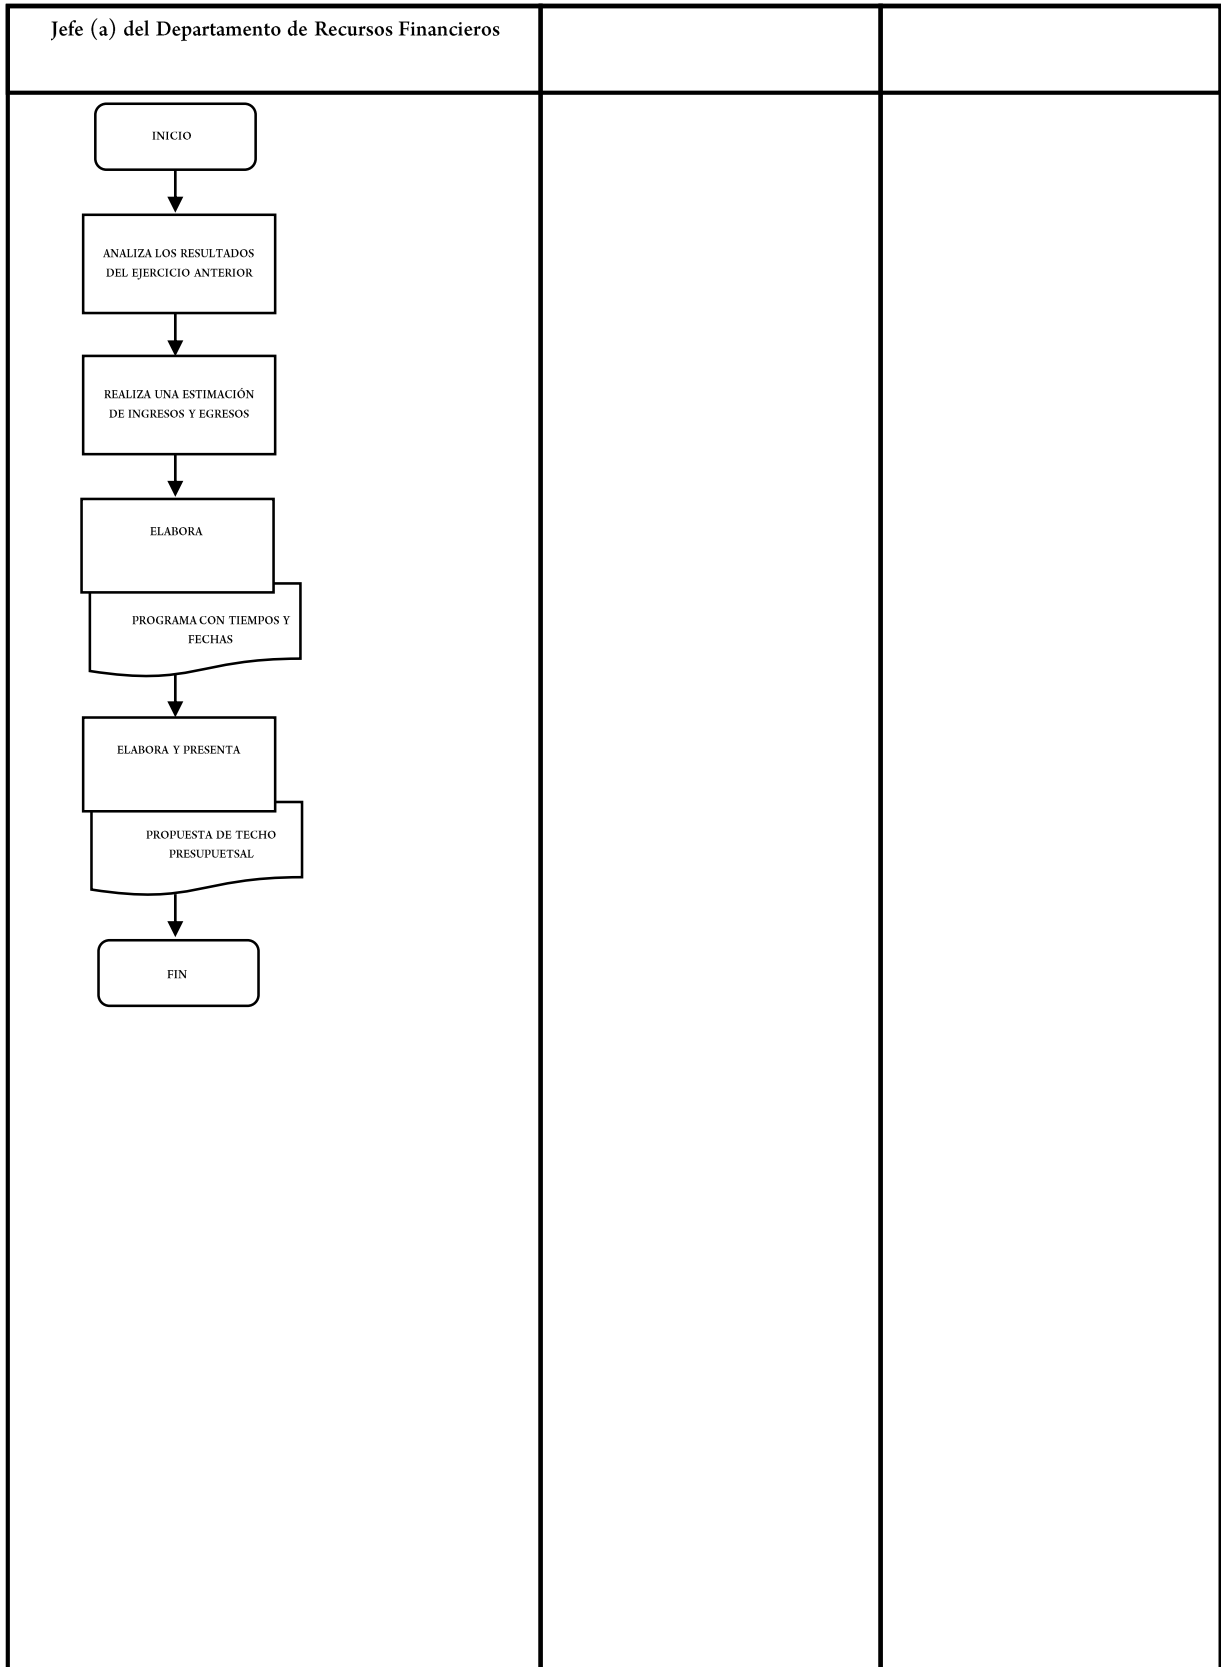 Jefe (a) del Departamento de Recursos Financieros
INICIO
ANALIZA LOS RESULTADOS
DEL EJERCICIO ANTERIOR
REALIZA UNA ESTIMACIÓN
DE INGRESOS Y EGRESOS
ELABORA
PROGRAMA CON TIEMPOS Y
FECHAS
ELABORA Y PRESENTA
PROPUESTA DE TECHO
PRESUPUETSAL
FIN